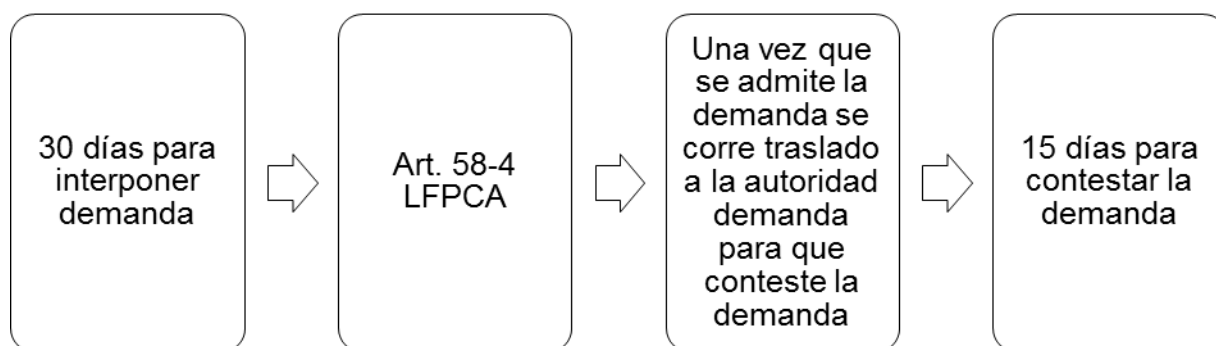 30 días para
interponer
demanda
Art. 58-4
LFPCA
Una vez que
se admite la
demanda se
corre traslado
a la autoridad
demanda
para que
conteste la
demanda
15 días para
contestar la
demanda